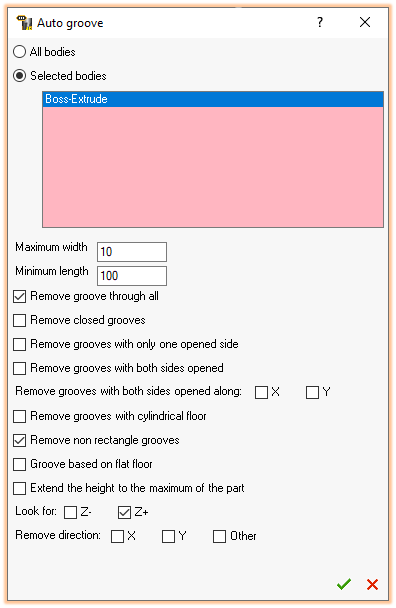 Auto groove ?
All bodies
Selected bodies
Boss-Extrude
Maximum width 10
Minimum length 100
Remove groove through all
Remove closed grooves
Remove grooves with only one opened side
Remove grooves with both sides opened
Remove grooves with both sides opened along: X Y
Remove grooves with cylindrical floor
Remove non rectangle grooves
Groove based on flat floor
Extend the height to the maximum of the part
Look for: Z- Z+
Remove direction: X Y Other